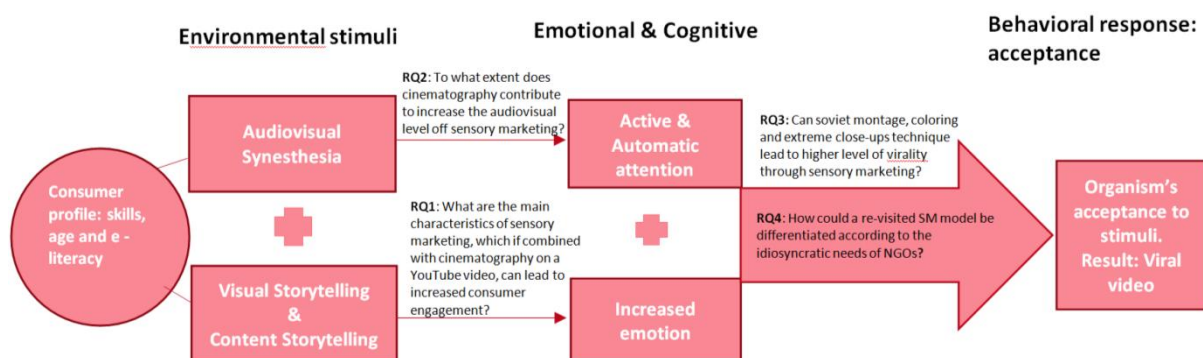 Environmental stimuli
Emotional & Cognitive
Behavioral response:
acceptance
Consumer
profile: skills,
age and e -
literacy
Audiovisual
Synesthesia
Visual Storytelling
&
Content Storytelling
RQ2: To what extent does
cinematography contribute
to increase the audiovisual
level off sensory marketing?
RQ1: What are the main
characteristics of sensory
marketing, which if combined
with cinematography on a
YouTube video, can lead to
increased consumer
engagement?
Active &
Automatic
attention
Increased
emotion
RQ3: Can soviet montage, coloring
and extreme close-ups technique
lead to higher level of virality
through sensory marketing?
RQ4: How could a re-visited SM model be
differentiated according to the
idiosyncratic needs of NGOs?
Organism's
acceptance to
stimuli.
Result: Viral
video